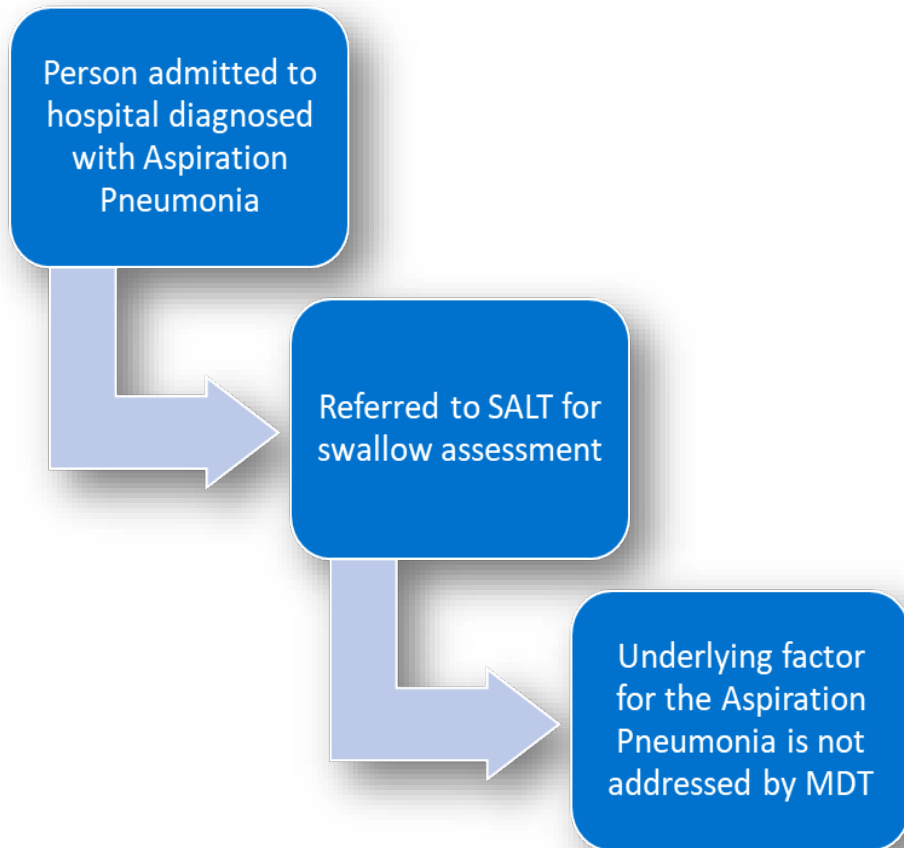 Person admitted to
hospital diagnosed
with Aspiration
Pneumonia
Referred to SALT for
swallow assessment
Underlying factor
for the Aspiration
Pneumonia is not
addressed by MDT